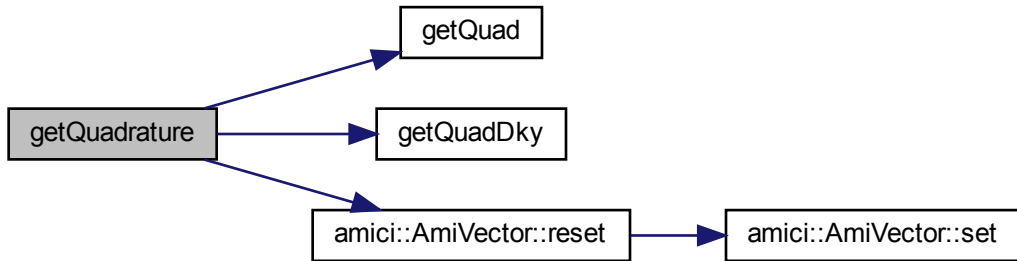 getQuad
getQuadrature
getQuadDky
amici::AmiVector::reset
amici::AmiVector::set